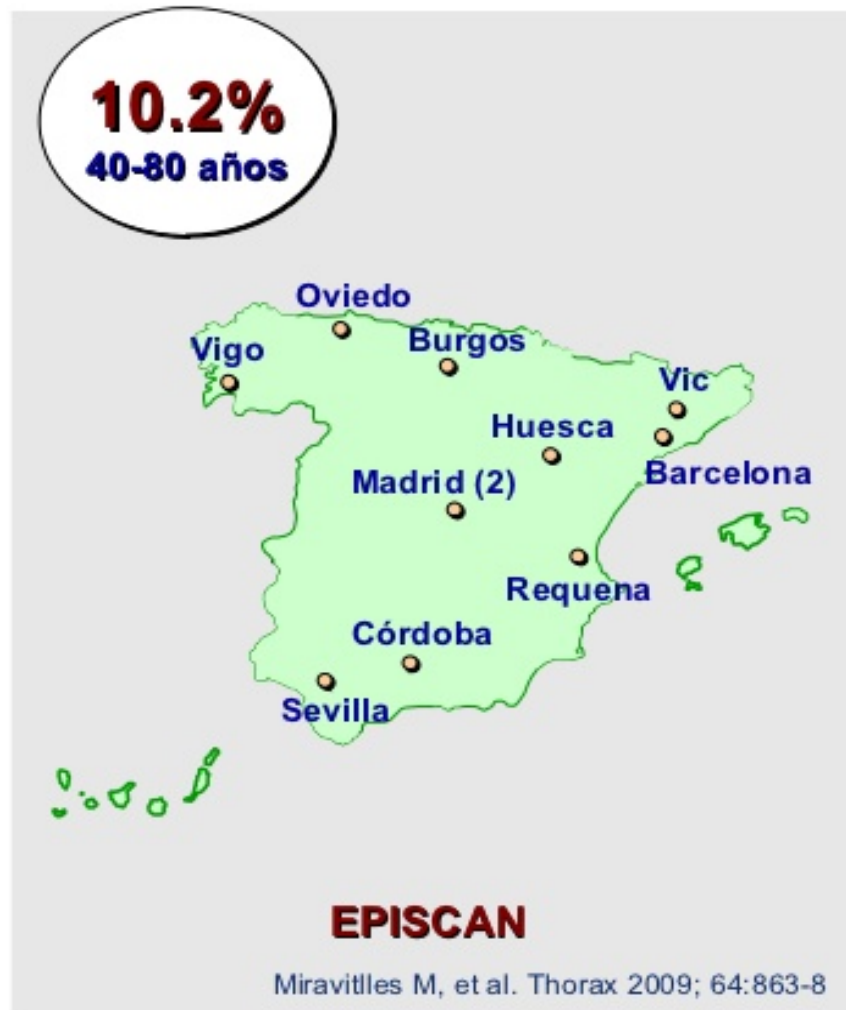 10.2%
40-80 años
Oviedo
Vigo
Burgos
Vic
Huesca
Barcelona
Madrid (2)
Requena
Córdoba
Sevilla
EPISCAN
Miravitlles M, et al. Thorax 2009; 64:863-8